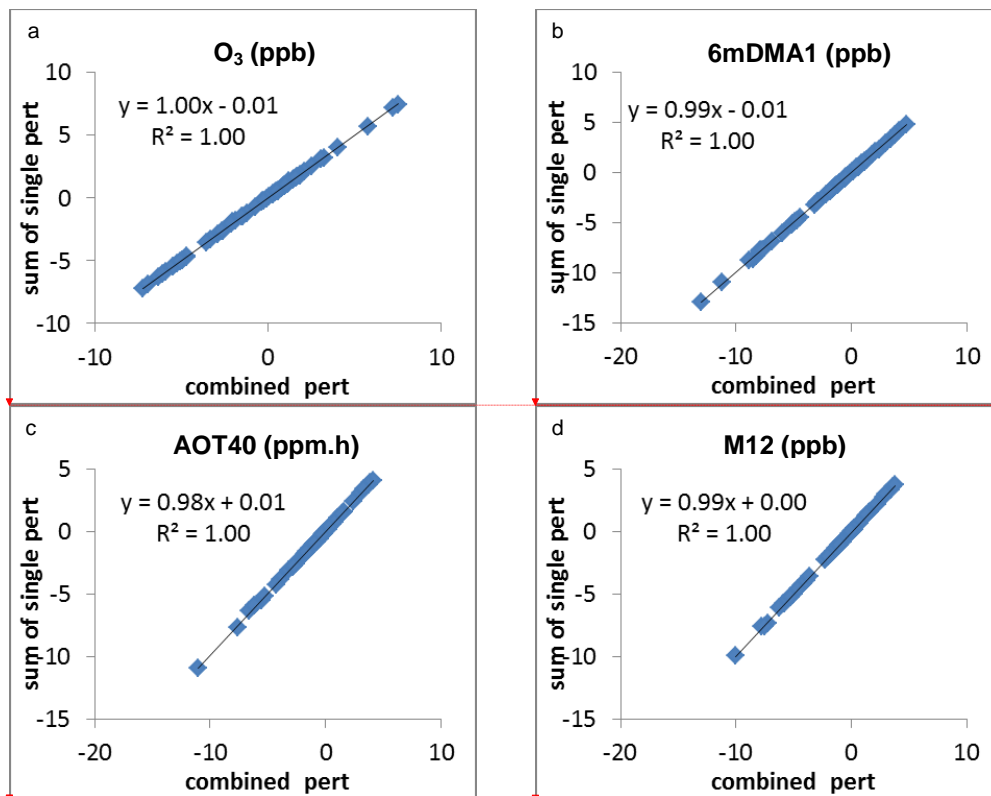 a
O₃ (ppb)
10
5
0
-5
-10
-10 0 10
y = 1.00x - 0.01
R² = 1.00
sum of single pert
combined pert
b
6mDMA1 (ppb)
10
5
0
-5
-10
-15
-20 -10 0 10
y = 0.99x - 0.01
R² = 1.00
sum of single pert
combined pert
c
AOT40 (ppm.h)
5
0
-5
-10
-15
-20 -10 0 10
y = 0.98x + 0.01
R² = 1.00
sum of single pert
combined pert
d
M12 (ppb)
5
0
-5
-10
-15
-20 -10 0 10
y = 0.99x + 0.00
R² = 1.00
sum of single pert
combined pert